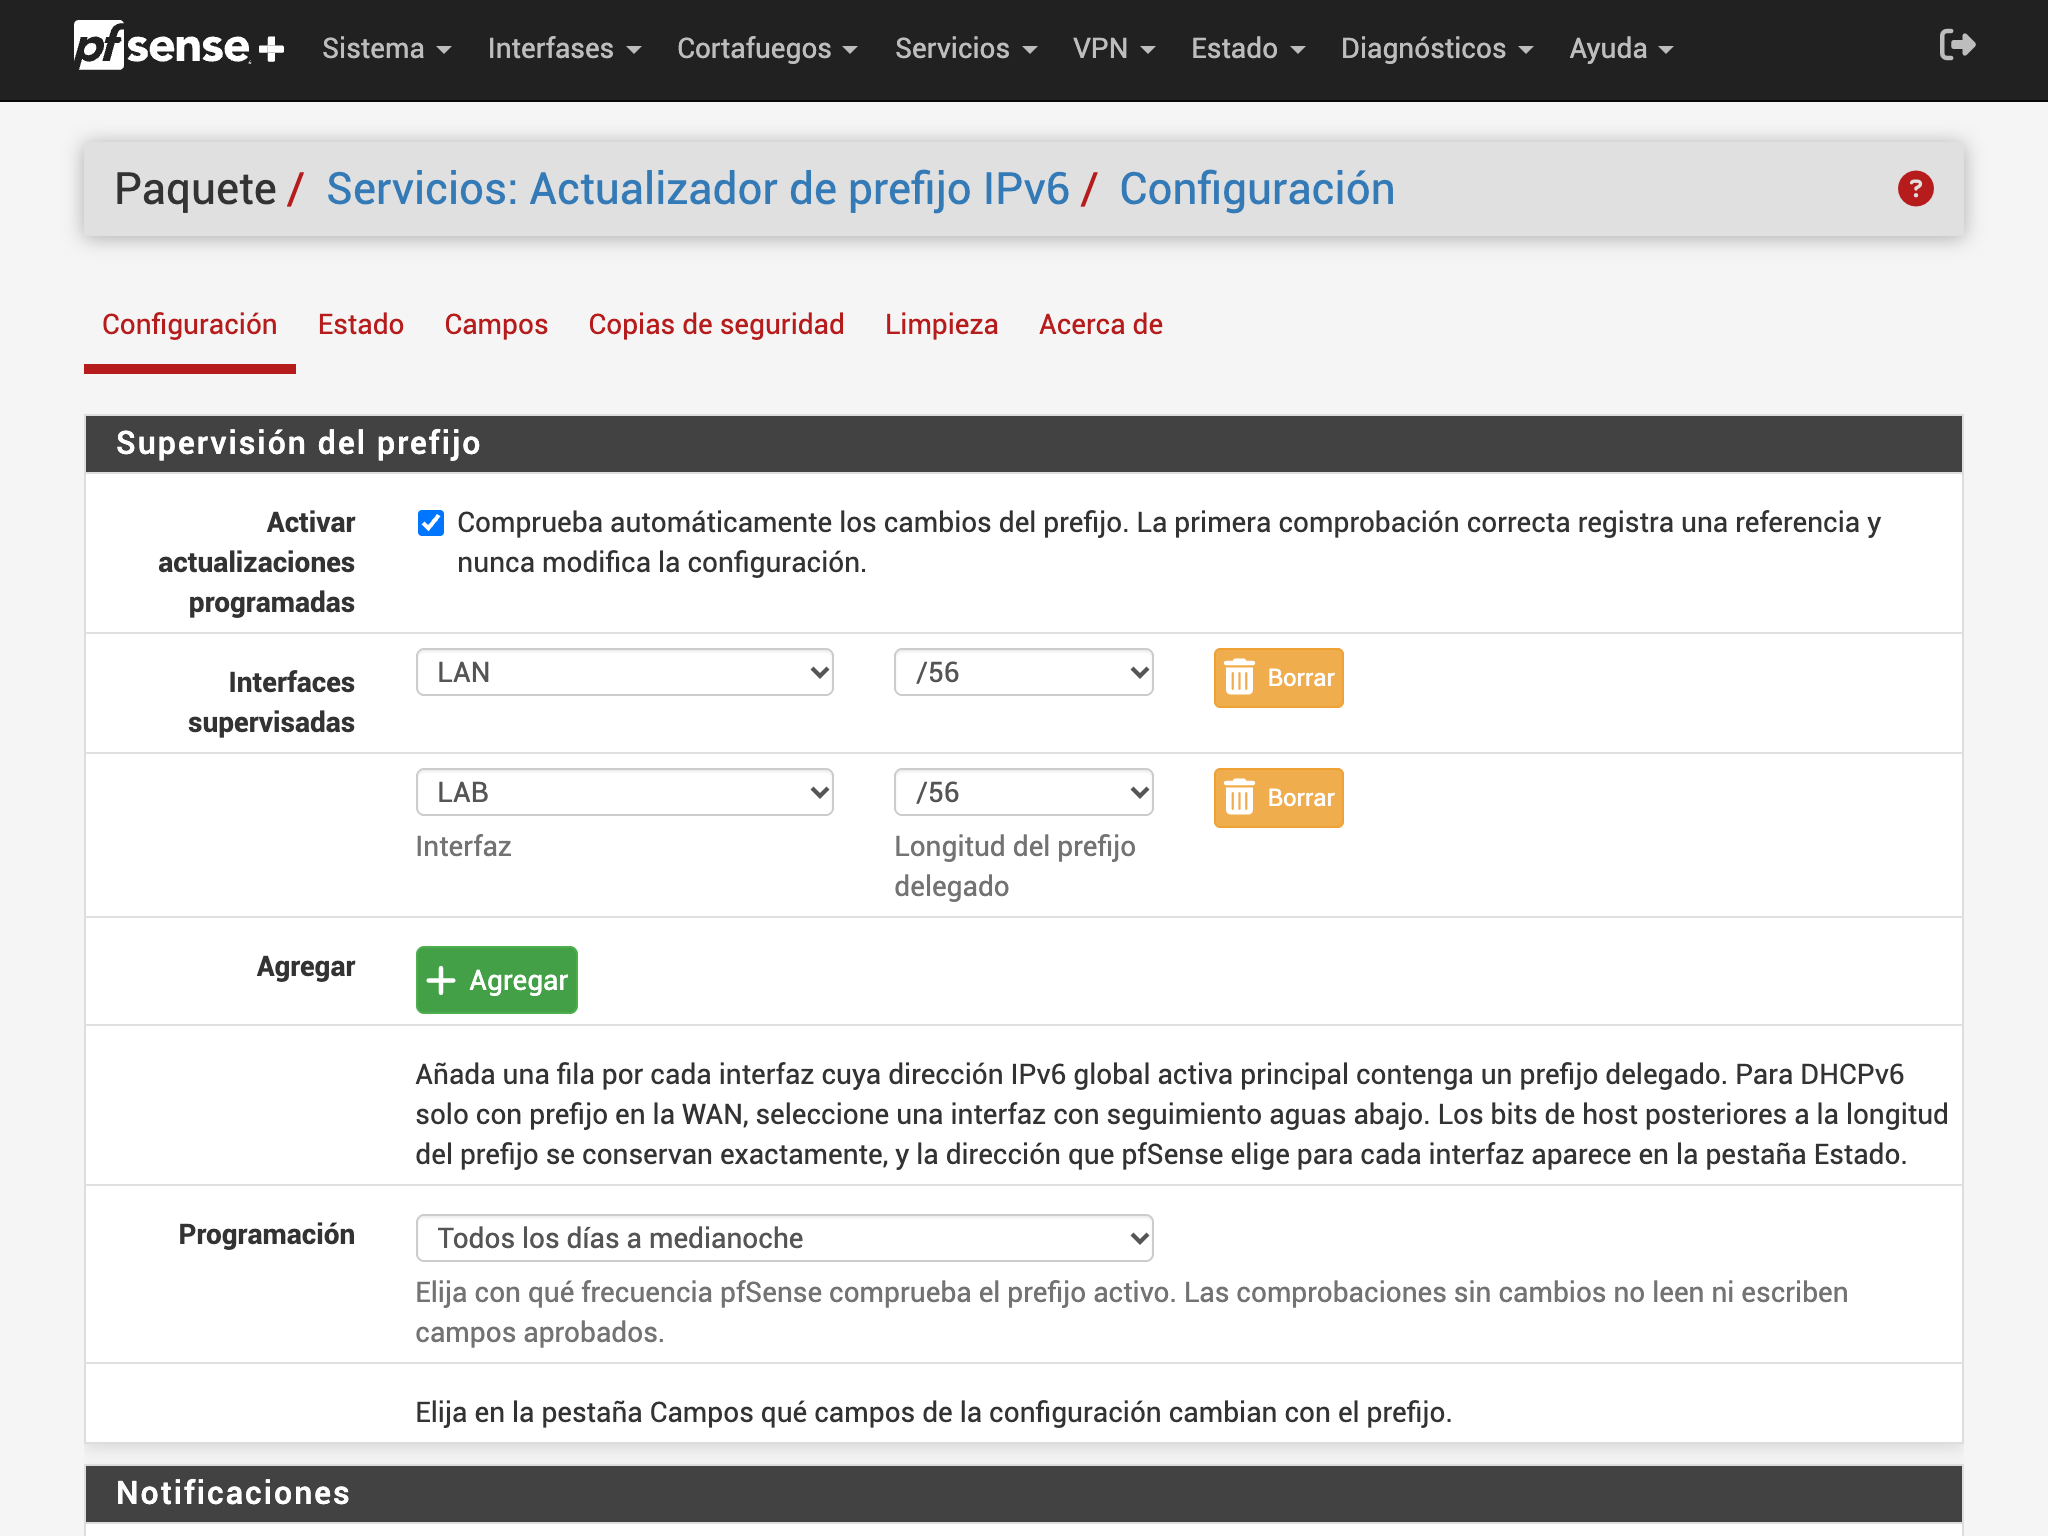 pfsense+ Sistema Interfases Cortafuegos Servicios VPN Estado Diagnósticos Ayuda
Paquete / Servicios: Actualizador de prefijo IPv6 / Configuración ?
Configuración Estado Campos Copias de seguridad Limpieza Acerca de
Supervisión del prefijo
Activar actualizaciones programadas
Comprueba automáticamente los cambios del prefijo. La primera comprobación correcta registra una referencia y
nunca modifica la configuración.
Interfaces supervisadas
LAN /56 Borrar
LAB /56 Borrar
Interfaz Longitud del prefijo delegado
Agregar + Agregar
Añada una fila por cada interfaz cuya dirección IPv6 global activa principal contenga un prefijo delegado. Para DHCPv6
solo con prefijo en la WAN, seleccione una interfaz con seguimiento aguas abajo. Los bits de host posteriores a la longitud
del prefijo se conservan exactamente, y la dirección que pfSense elige para cada interfaz aparece en la pestaña Estado.
Programación Todos los días a medianoche
Elija con qué frecuencia pfSense comprueba el prefijo activo. Las comprobaciones sin cambios no leen ni escriben
campos aprobados.
Elija en la pestaña Campos qué campos de la configuración cambian con el prefijo.
Notificaciones